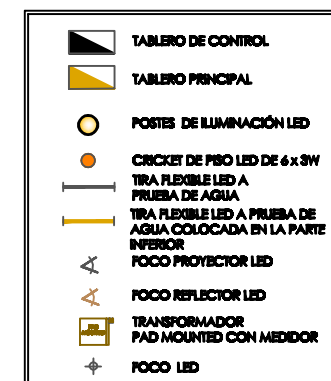 TABLERO DE CONTROL
TABLERO PRINCIPAL
POSTES DE ILUMINACIÓN LED
CRICKET DE PISO LED DE 6 x 3W
TIRA FLEXIBLE LED A
PRUEBA DE AGUA
TIRA FLEXIBLE LED A PRUEBA DE
AGUA COLOCADA EN LA PARTE
INFERIOR
FOCO PROYECTOR LED
FOCO REFLECTOR LED
TRANSFORMADOR
PAD MOUNTED CON MEDIDOR
FOCO LED